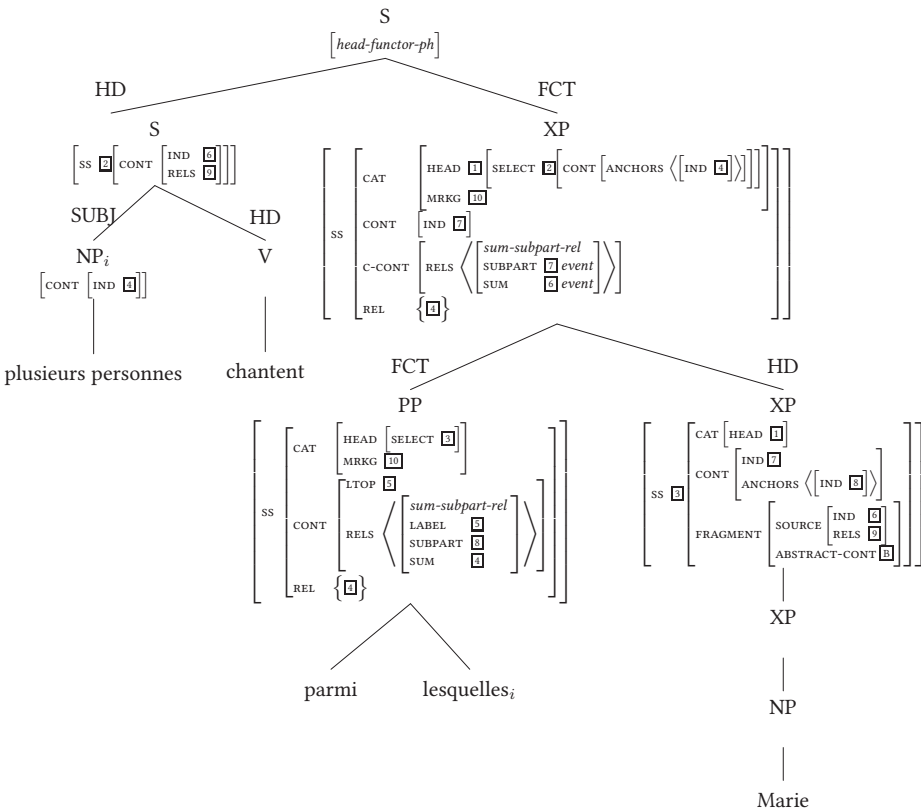 S
[head-functor-ph]
HD FCT
S XP
[SS 2 [CONT [IND 6
RELS 9]]]
[SS [CAT [HEAD 1 [SELECT 2 [CONT [ANCHORS ⟨[IND 4]⟩]]]
MRKG 10]
CONT [IND 7]
C-CONT [RELS ⟨[sum-subpart-rel
SUBPART 7 event
SUM 6 event]⟩]
REL {4}]]
SUBJ HD
NPi V
[CONT [IND 4]]
plusieurs personnes chantent
FCT HD
PP XP
[SS [CAT [HEAD [SELECT 3]
MRKG 10]
CONT [LTOP 5
RELS ⟨[sum-subpart-rel
LABEL 5
SUBPART 8
SUM 4]⟩]
REL {4}]]
[SS 3 [CAT [HEAD 1]
CONT [IND 7
ANCHORS ⟨[IND 8]⟩]
FRAGMENT [SOURCE [IND 6
RELS 9]
ABSTRACT-CONT B]]]
XP
parmi lesquellesi
NP
Marie